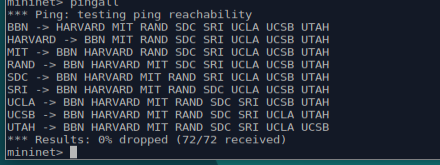 mininet> pingall
*** Ping: testing ping reachability
BBN -> HARVARD MIT RAND SDC SRI UCLA UCSB UTAH
HARVARD -> BBN MIT RAND SDC SRI UCLA UCSB UTAH
MIT -> BBN HARVARD RAND SDC SRI UCLA UCSB UTAH
RAND -> BBN HARVARD MIT SDC SRI UCLA UCSB UTAH
SDC -> BBN HARVARD MIT RAND SRI UCLA UCSB UTAH
SRI -> BBN HARVARD MIT RAND SDC UCLA UCSB UTAH
UCLA -> BBN HARVARD MIT RAND SDC SRI UCSB UTAH
UCSB -> BBN HARVARD MIT RAND SDC SRI UCLA UTAH
UTAH -> BBN HARVARD MIT RAND SDC SRI UCLA UCSB
*** Results: 0% dropped (72/72 received)
mininet>